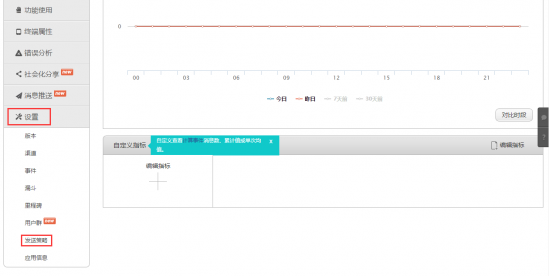 功能使用
终端属性
错误分析
社会化分享 new
消息推送 new
设置
版本
渠道
事件
漏斗
里程碑
用户群 new
发送策略
应用信息
0
00 03 06 09 12 15 18 21
今日 昨日 7天前 30天前
对比时段
自定义指标
编辑指标
x
编辑指标